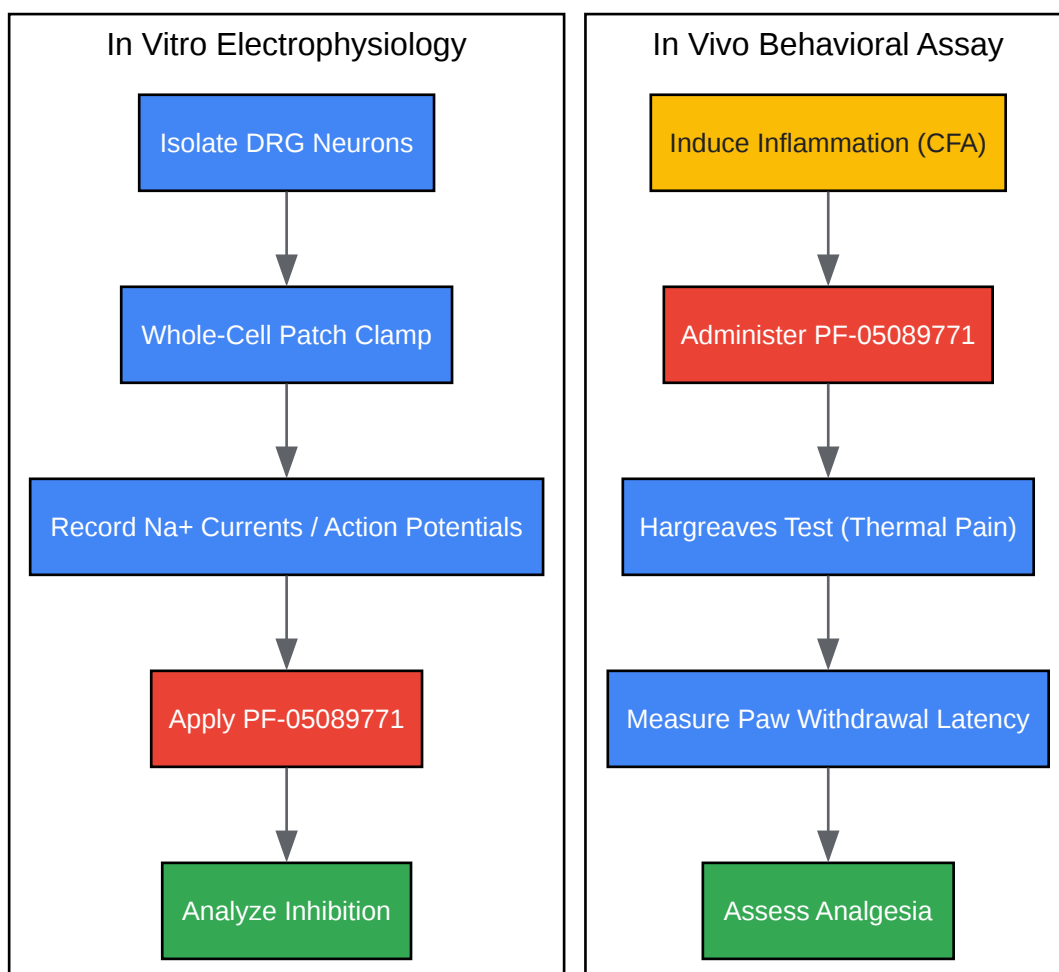 In Vitro Electrophysiology
Isolate DRG Neurons
Whole-Cell Patch Clamp
Record Na+ Currents / Action Potentials
Apply PF-05089771
Analyze Inhibition
In Vivo Behavioral Assay
Induce Inflammation (CFA)
Administer PF-05089771
Hargreaves Test (Thermal Pain)
Measure Paw Withdrawal Latency
Assess Analgesia